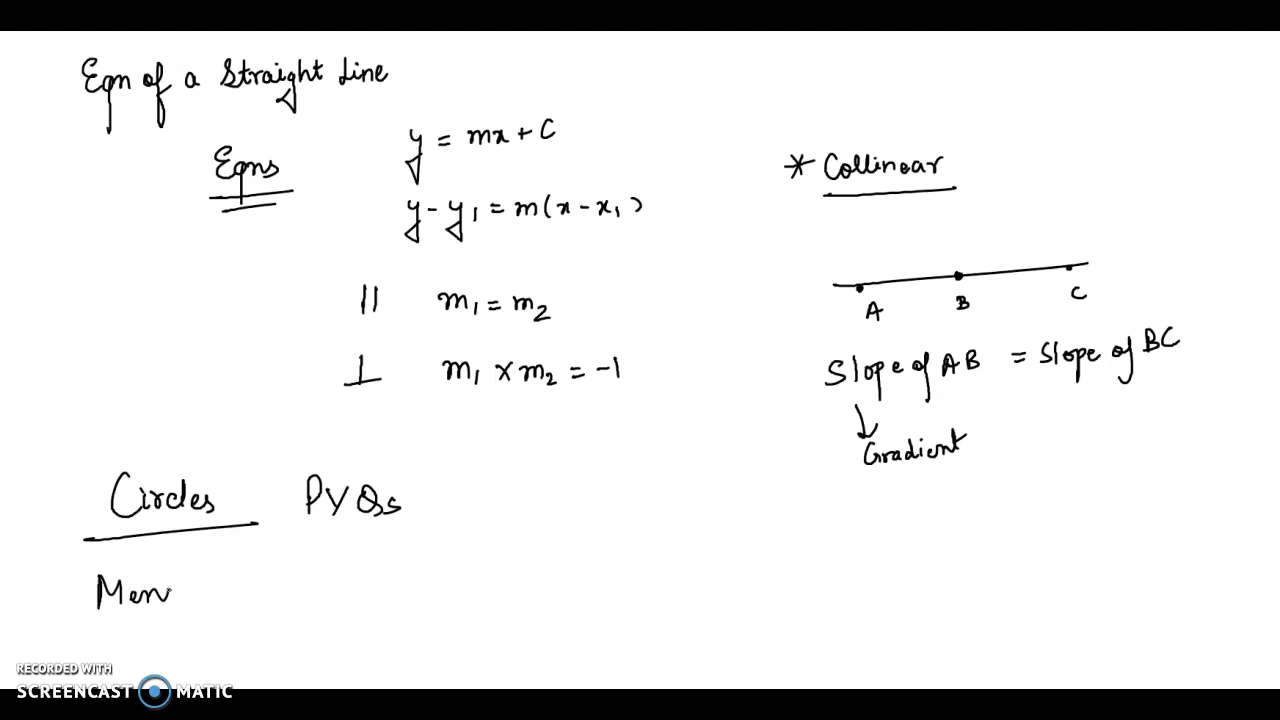 Eqn of a Straight Line
Eqns
y = mx + c
y - y₁ = m(x - x₁)
|| m₁ = m₂
⊥ m₁ × m₂ = -1
* Collinear
A B C
Slope of AB = Slope of BC
↓
Gradient
Circles PYQs
Men
RECORDED WITH
SCREENCAST MATIC